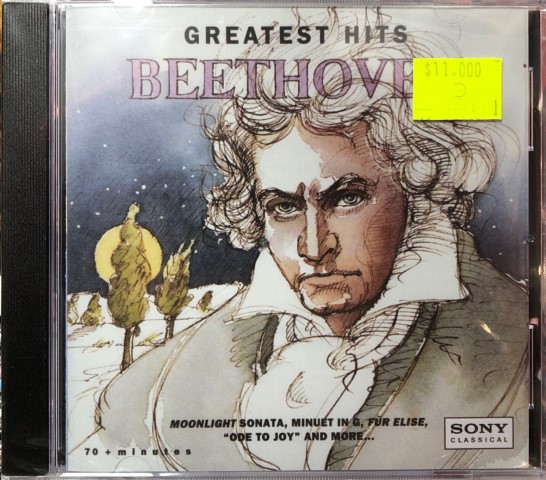 GREATEST HITS
BEETHOVE
$11.000
MOONLIGHT SONATA, MINUET IN G, FUR ELISE,
"ODE TO JOY" AND MORE...
70 + minutes
SONY
CLASSICAL